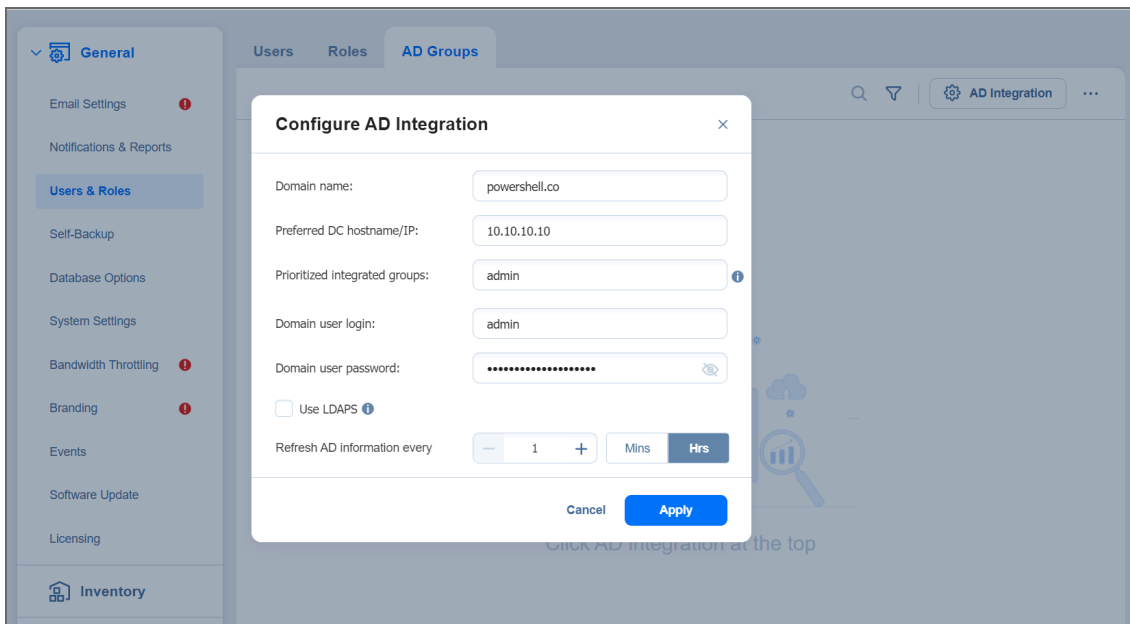 General
Email Settings
Notifications & Reports
Users & Roles
Self-Backup
Database Options
System Settings
Bandwidth Throttling
Branding
Events
Software Update
Licensing
Inventory
Users Roles AD Groups
AD Integration
Configure AD Integration
Domain name: powershell.co
Preferred DC hostname/IP: 10.10.10.10
Prioritized integrated groups: admin
Domain user login: admin
Domain user password: ••••••••••••••••••••
Use LDAPS
Refresh AD information every 1 Mins Hrs
Cancel Apply
Click AD Integration at the top